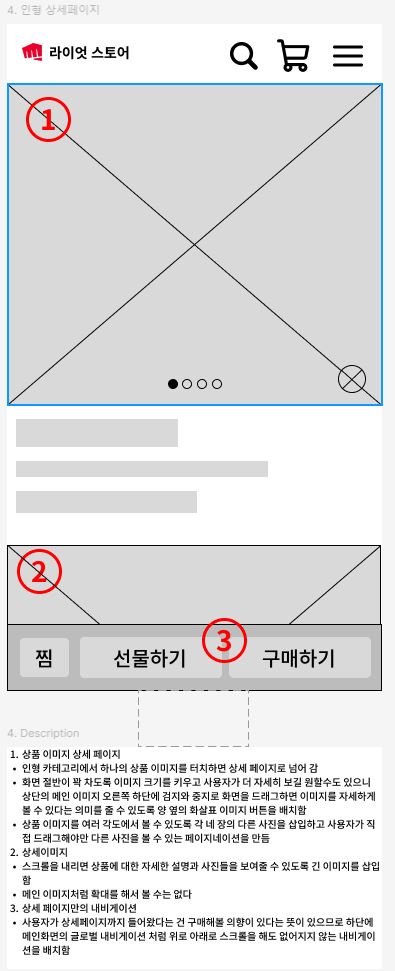 4. 인형 상세페이지
라이엇 스토어
1
2
3
찜
선물하기
구매하기
4. Description
1. 상품 이미지 상세 페이지
• 인형 카테고리에서 하나의 상품 이미지를 터치하면 상세 페이지로 넘어 감
• 화면 절반이 꽉 차도록 이미지 크기를 키우고 사용자가 더 자세히 보길 원할수도 있으니
상단의 메인 이미지 오른쪽 하단에 검지와 중지로 화면을 드래그하면 이미지를 자세하게
볼 수 있다는 의미를 줄 수 있도록 양 옆의 화살표 이미지 버튼을 배치함
• 상품 이미지를 여러 각도에서 볼 수 있도록 각 네 장의 다른 사진을 삽입하고 사용자가 직
접 드래그해야만 다른 사진을 볼 수 있는 페이지네이션을 만듬
2. 상세이미지
• 스크롤을 내리면 상품에 대한 자세한 설명과 사진들을 보여줄 수 있도록 긴 이미지를 삽입
함
• 메인 이미지처럼 확대를 해서 볼 수는 없다
3. 상세 페이지만의 내비게이션
• 사용자가 상세페이지까지 들어왔다는 건 구매해볼 의향이 있다는 뜻이 있으므로 하단에
메인화면의 글로벌 내비게이션 처럼 위로 아래로 스크롤을 해도 없어지지 않는 내비게이
션을 배치함